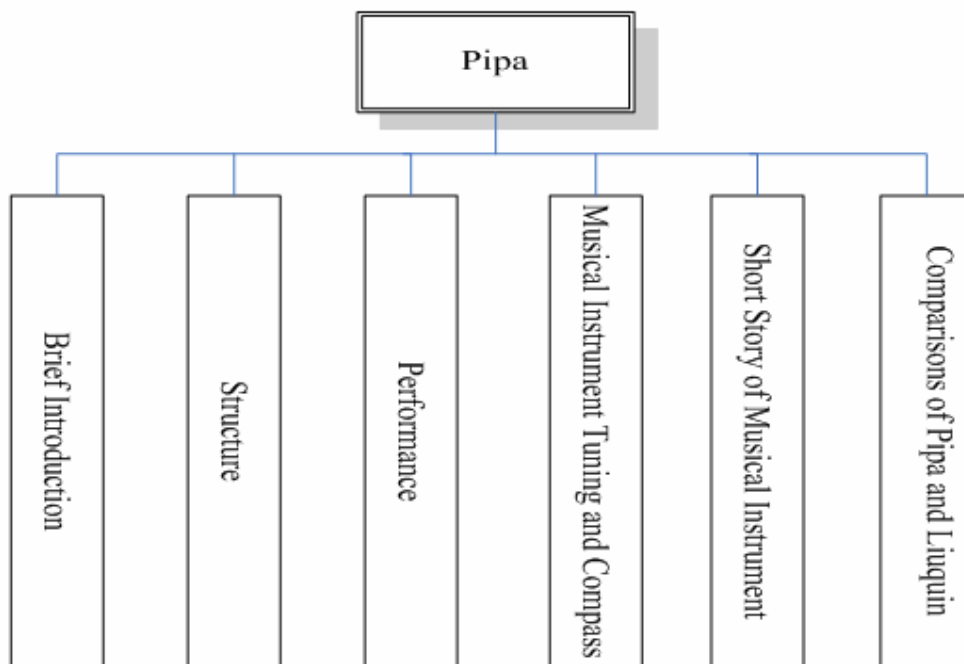 Pipa
Brief Introduction
Structure
Performance
Musical Instrument Tuning and Compass
Short Story of Musical Instrument
Comparisons of Pipa and Liuquin